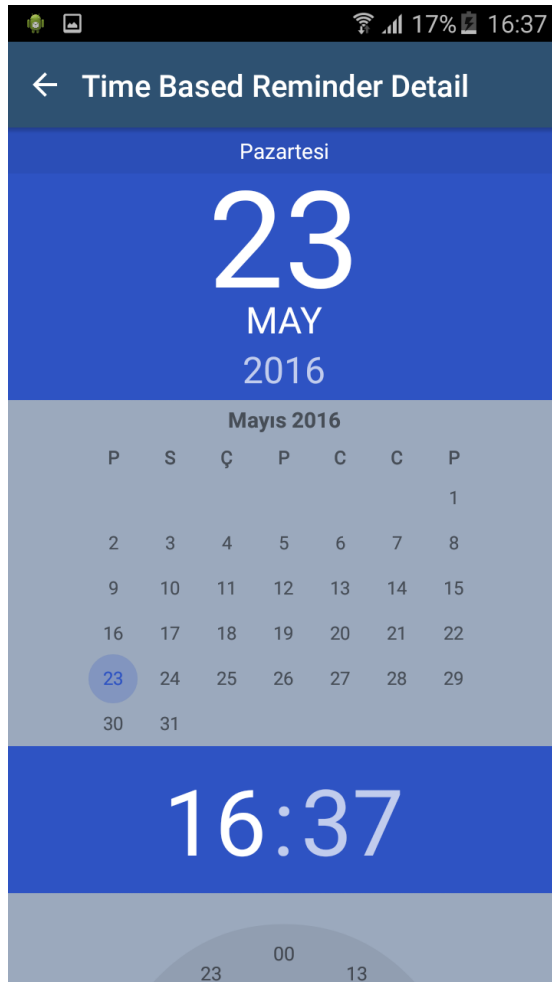 17% 16:37
Time Based Reminder Detail
Pazartesi
23
MAY
2016
Mayıs 2016
P S Ç P C C P
1
2 3 4 5 6 7 8
9 10 11 12 13 14 15
16 17 18 19 20 21 22
23 24 25 26 27 28 29
30 31
16:37
00
23 13